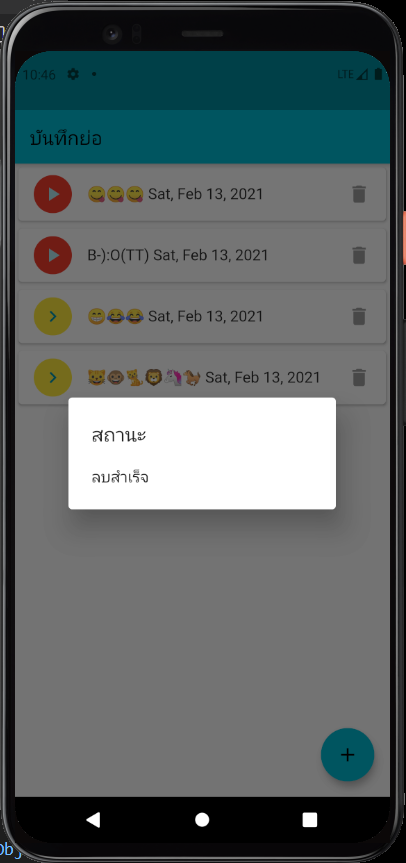 10:46 LTE
บันทึกย่อ
😋😋😋 Sat, Feb 13, 2021
B-):O(TT) Sat, Feb 13, 2021
😁😂😂 Sat, Feb 13, 2021
😺🐵🐈🦁🦄🐎 Sat, Feb 13, 2021
สถานะ
ลบสำเร็จ